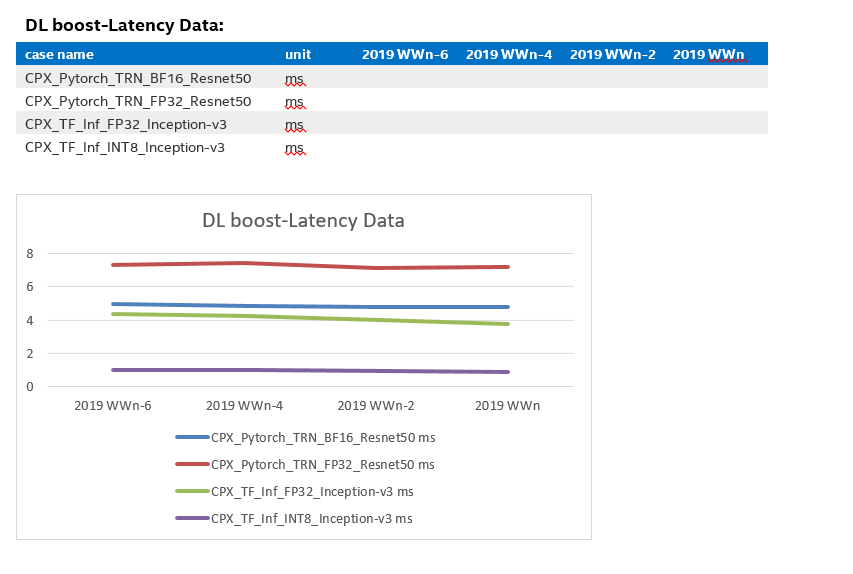 DL boost-Latency Data:
case name unit 2019 WWn-6 2019 WWn-4 2019 WWn-2 2019 WWn
CPX_Pytorch_TRN_BF16_Resnet50 ms
CPX_Pytorch_TRN_FP32_Resnet50 ms
CPX_TF_Inf_FP32_Inception-v3 ms
CPX_TF_Inf_INT8_Inception-v3 ms
DL boost-Latency Data
8
6
4
2
0
2019 WWn-6 2019 WWn-4 2019 WWn-2 2019 WWn
CPX_Pytorch_TRN_BF16_Resnet50 ms
CPX_Pytorch_TRN_FP32_Resnet50 ms
CPX_TF_Inf_FP32_Inception-v3 ms
CPX_TF_Inf_INT8_Inception-v3 ms